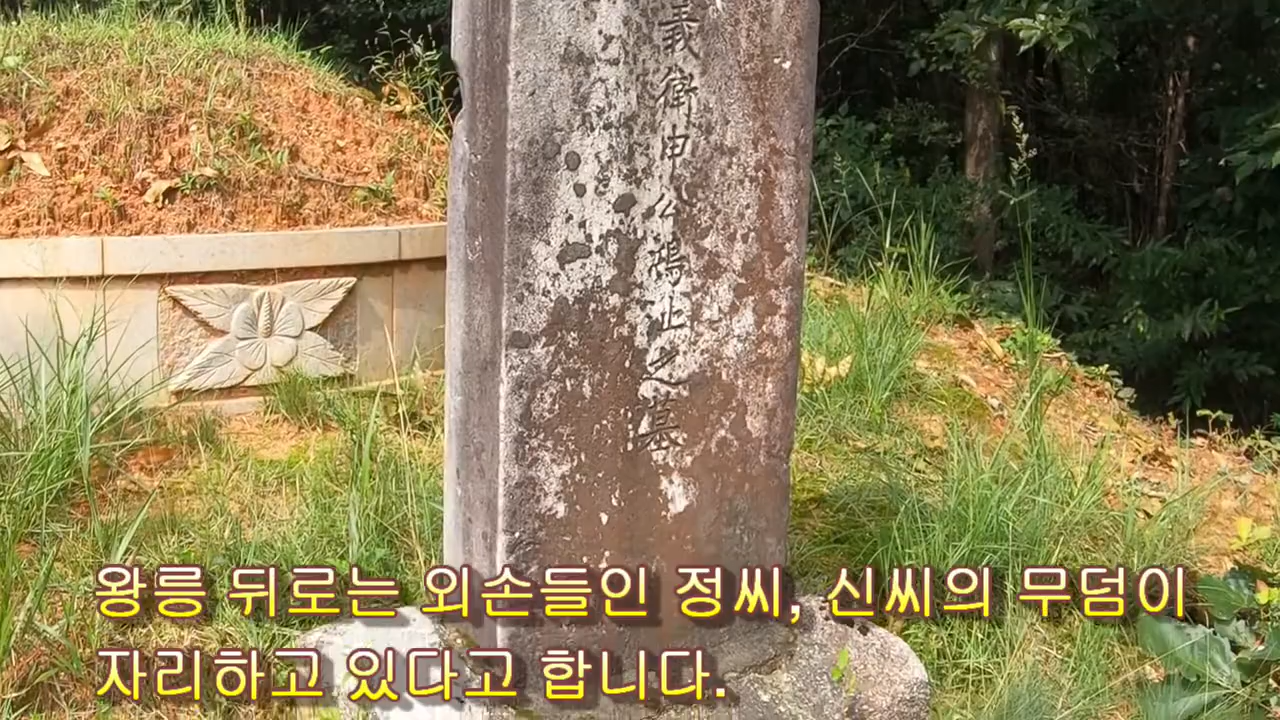 義衛申公鴻沚之墓
왕릉 뒤로는 외손들인 정씨, 신씨의 무덤이
자리하고 있다고 합니다.